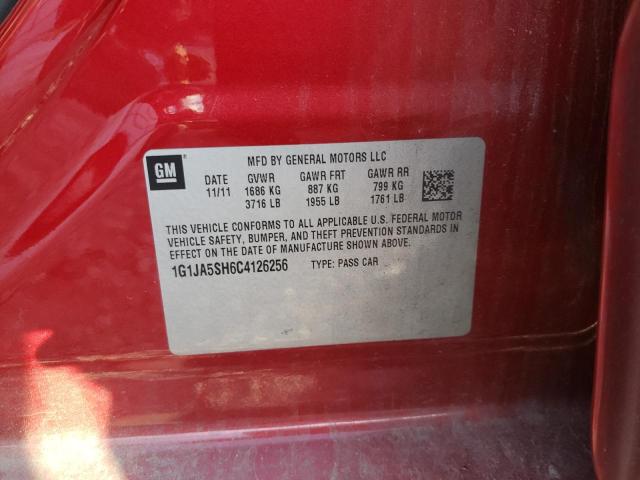 GM
MFD BY GENERAL MOTORS LLC
DATE GVWR GAWR FRT GAWR RR
11/11 1686 KG 887 KG 799 KG
3716 LB 1955 LB 1761 LB
THIS VEHICLE CONFORMS TO ALL APPLICABLE U.S. FEDERAL MOTOR
VEHICLE SAFETY, BUMPER, AND THEFT PREVENTION STANDARDS IN
EFFECT ON THE DATE OF MANUFACTURE SHOWN ABOVE.
1G1JA5SH6C4126256 TYPE: PASS CAR